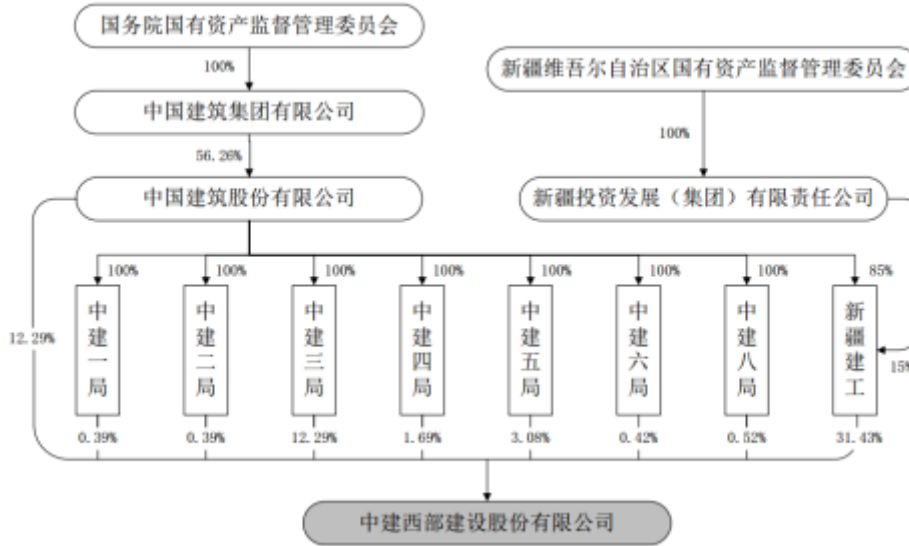 国务院国有资产监督管理委员会
新疆维吾尔自治区国有资产监督管理委员会
100%
中国建筑集团有限公司
100%
56.26%
中国建筑股份有限公司
新疆投资发展（集团）有限责任公司
100%
100%
100%
100%
100%
100%
100%
85%
中建一局
中建二局
中建三局
中建四局
中建五局
中建六局
中建八局
新疆建工
12.29%
15%
0.39%
0.39%
12.29%
1.69%
3.08%
0.42%
0.52%
31.43%
中建西部建设股份有限公司